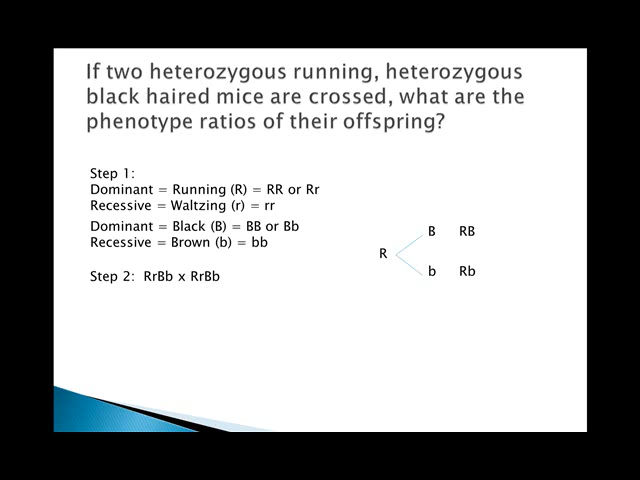 If two heterozygous running, heterozygous
black haired mice are crossed, what are the
phenotype ratios of their offspring?
Step 1:
Dominant = Running (R) = RR or Rr
Recessive = Waltzing (r) = rr
Dominant = Black (B) = BB or Bb
Recessive = Brown (b) = bb
Step 2: RrBb x RrBb
B RB
R
b Rb